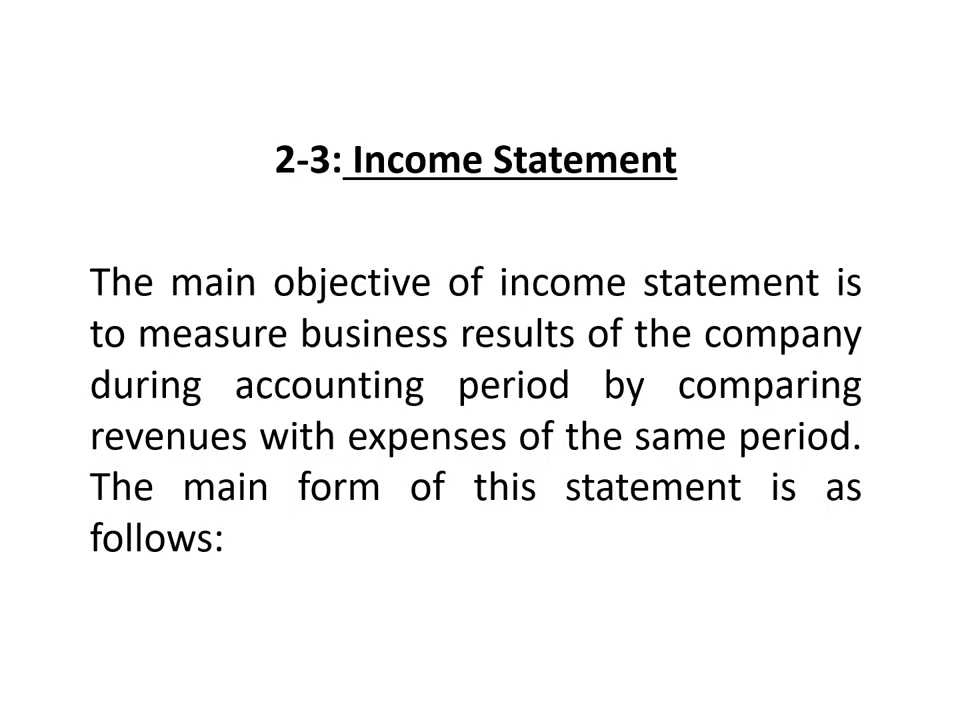 2-3: Income Statement
The main objective of income statement is
to measure business results of the company
during accounting period by comparing
revenues with expenses of the same period.
The main form of this statement is as
follows: